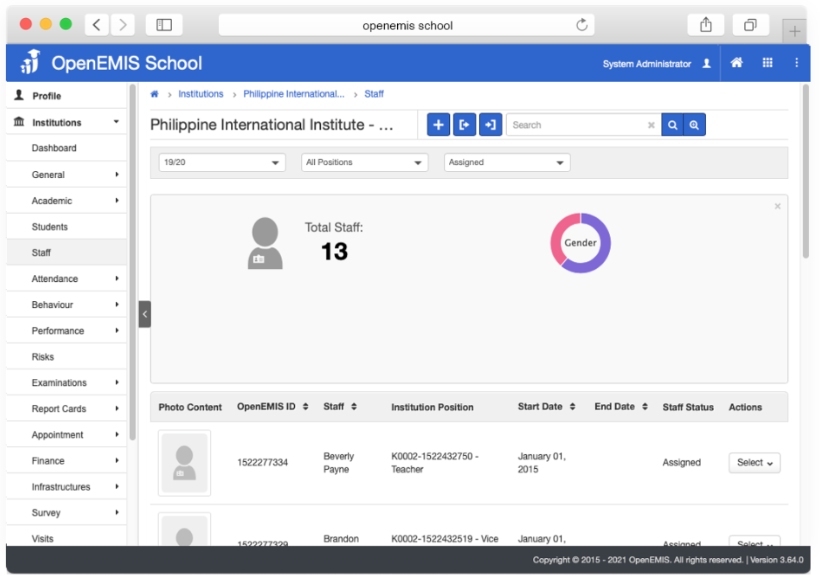 openemis school
OpenEMIS School
System Administrator
Profile
Institutions
Dashboard
General
Academic
Students
Staff
Attendance
Behaviour
Performance
Risks
Examinations
Report Cards
Appointment
Finance
Infrastructures
Survey
Visits
Institutions > Philippine International... > Staff
Philippine International Institute - ...
Search
19/20
All Positions
Assigned
Total Staff:
13
Gender
Photo Content OpenEMIS ID Staff Institution Position Start Date End Date Staff Status Actions
1522277334 Beverly Payne K0002-1522432750 - Teacher January 01, 2015 Assigned Select
1522277329 Brandon K0002-1522432519 - Vice January 01, Assigned Select
Copyright © 2015 - 2021 OpenEMIS. All rights reserved. | Version 3.64.0